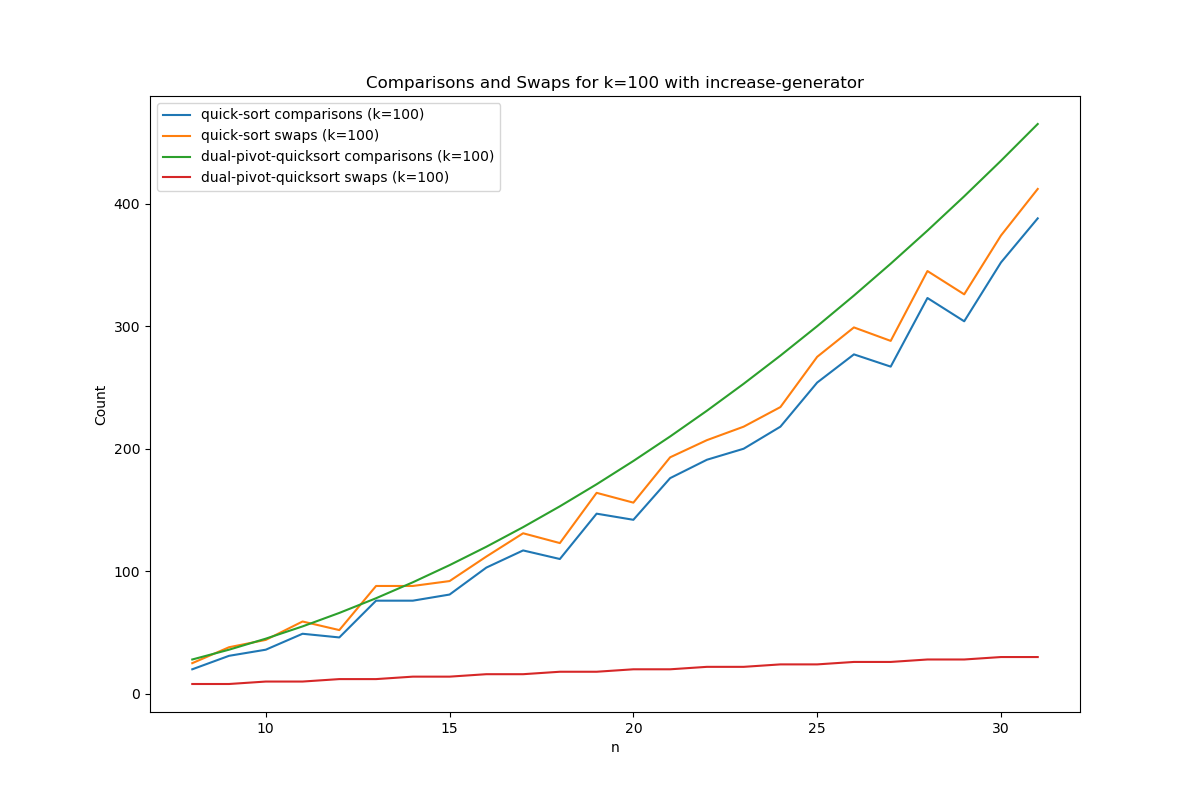 Comparisons and Swaps for k=100 with increase-generator
quick-sort comparisons (k=100)
quick-sort swaps (k=100)
dual-pivot-quicksort comparisons (k=100)
dual-pivot-quicksort swaps (k=100)
400
300
200
100
0
Count
10 15 20 25 30
n